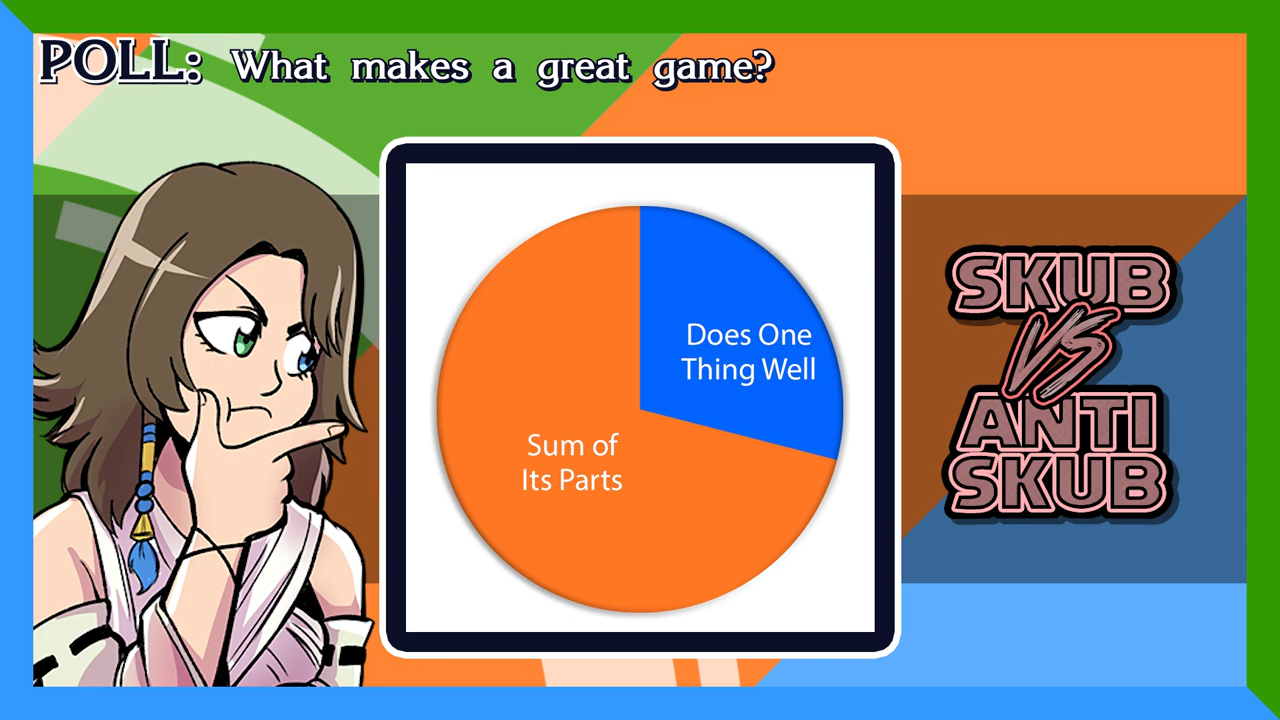 POLL: What makes a great game?
Does One
Thing Well
Sum of
Its Parts
SKUB
VS
ANTI
SKUB